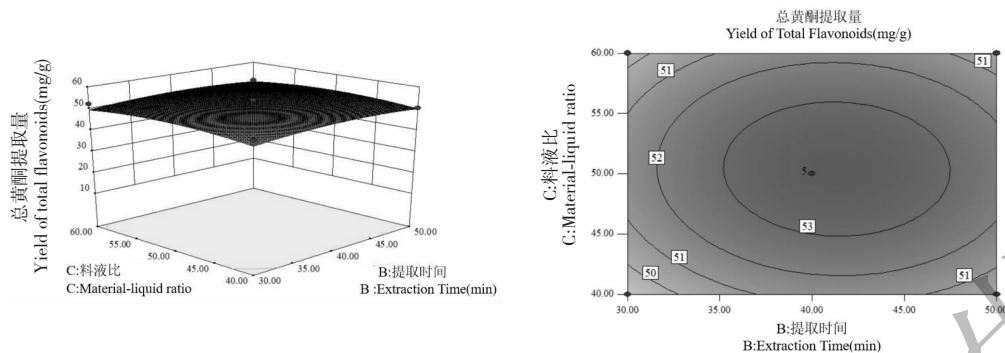 总黄酮提取量
Yield of total flavonoids(mg/g)
60
50
40
30
20
10
60.00
55.00
50.00
45.00
40.00
30.00
35.00
40.00
45.00
50.00
C:料液比
C:Material-liquid ratio
B:提取时间
B :Extraction Time(min)
总黄酮提取量
Yield of Total Flavonoids(mg/g)
C:料液比
C:Material-liquid ratio
60.00
55.00
50.00
45.00
40.00
51
51
52
5
53
51
50
51
30.00
35.00
40.00
45.00
50.00
B:提取时间
B:Extraction Time(min)